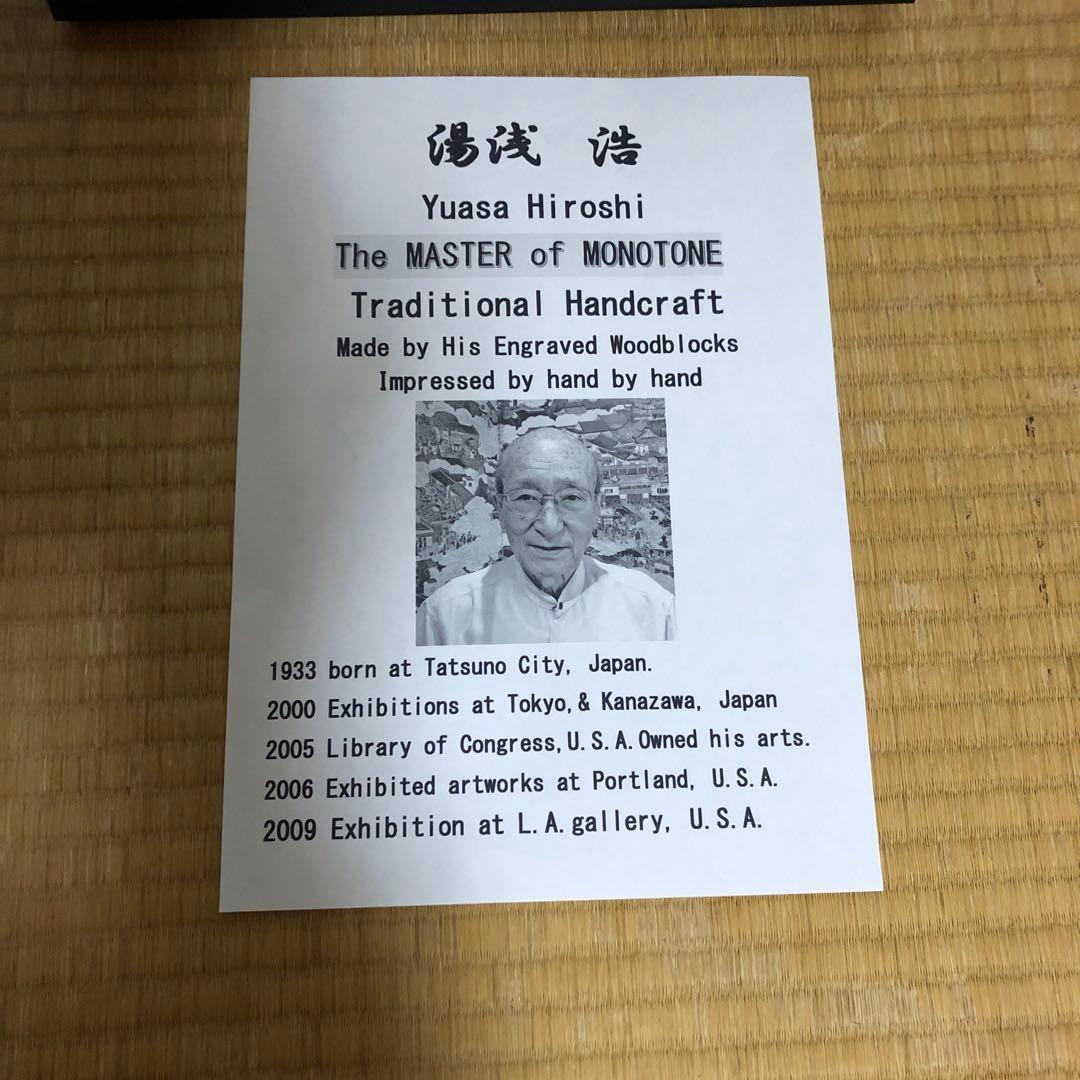 湯浅 浩
Yuasa Hiroshi
The MASTER of MONOTONE
Traditional Handcraft
Made by His Engraved Woodblocks
Impressed by hand by hand
1933 born at Tatsuno City, Japan.
2000 Exhibitions at Tokyo,& Kanazawa, Japan
2005 Library of Congress,U.S.A.Owned his arts.
2006 Exhibited artworks at Portland, U.S.A.
2009 Exhibition at L.A.gallery, U.S.A.